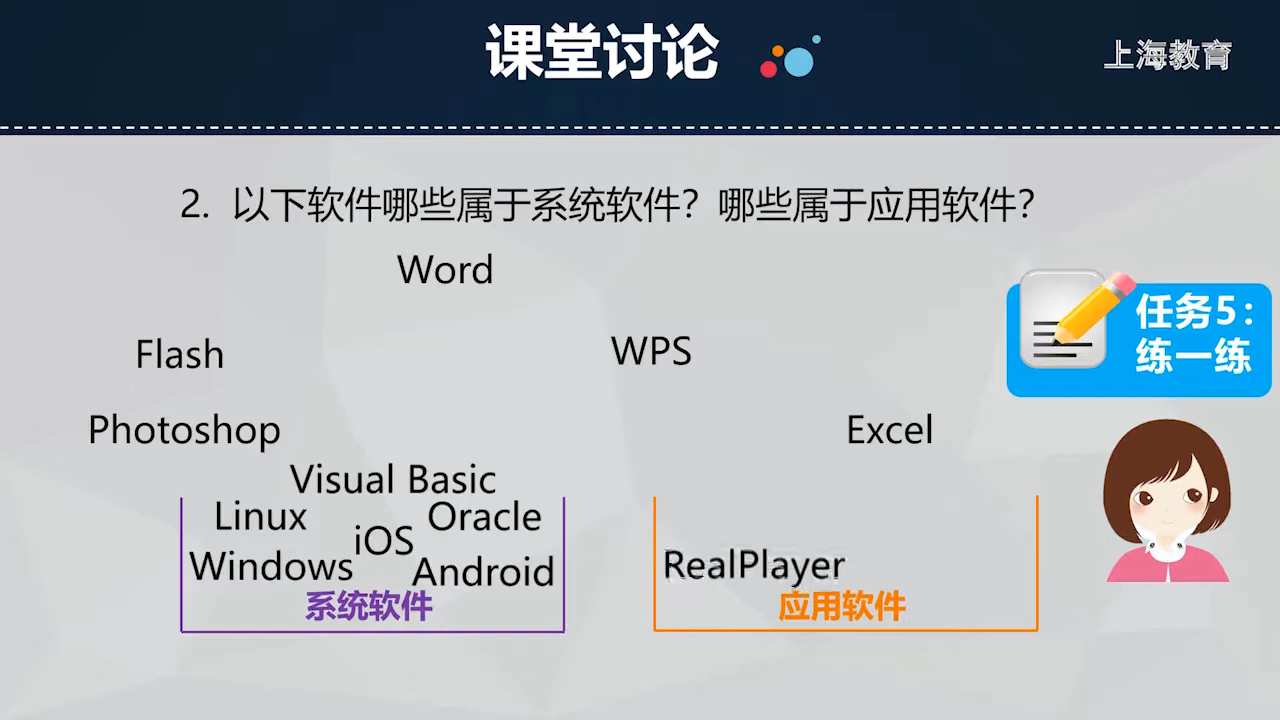 课堂讨论
上海教育
2. 以下软件哪些属于系统软件？哪些属于应用软件？
Word
Flash
WPS
任务5：
练一练
Photoshop
Excel
Visual Basic
Linux
iOS
Oracle
Windows
Android
系统软件
RealPlayer
应用软件